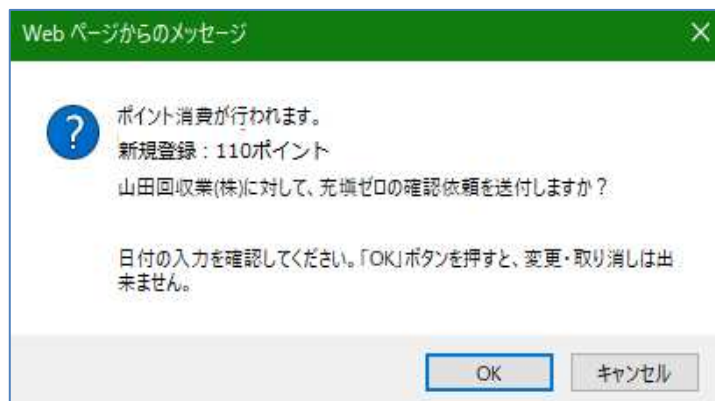 Web ページからのメッセージ
ポイント消費が行われます。
新規登録：110ポイント
山田回収業(株)に対して、充塡ゼロの確認依頼を送付しますか？
日付の入力を確認してください。「OK」ボタンを押すと、変更・取り消しは出
来ません。
OK
キャンセル